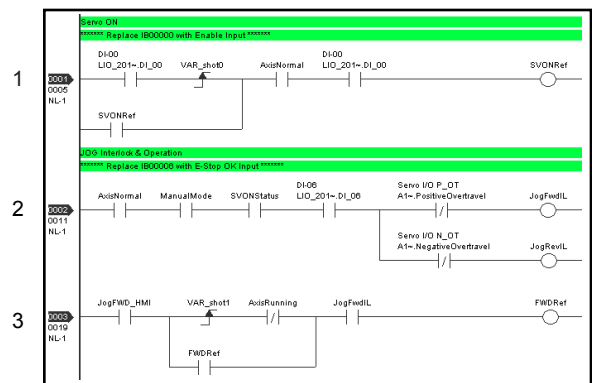 Servo ON
******* Replace IB00000 with Enable Input *******
DI-00 DI-00
LIO_201~.DI_00 VAR_shot0 AxisNormal LIO_201~.DI_00 SVONRef
1
0001
0005
NL-1
SVONRef
JOG Interlock & Operation
******* Replace IB00006 with E-Stop OK Input *******
DI-06 Servo I/O P_OT
AxisNormal ManualMode SVONStatus LIO_201~.DI_06 A1~.PositiveOvertravel JogFwdIL
2
0002
0011
NL-1
Servo I/O N_OT
A1~.NegativeOvertravel JogRevIL
JogFWD_HMI VAR_shot1 AxisRunning JogFwdIL FWDRef
3
0003
0019
NL-1
FWDRef